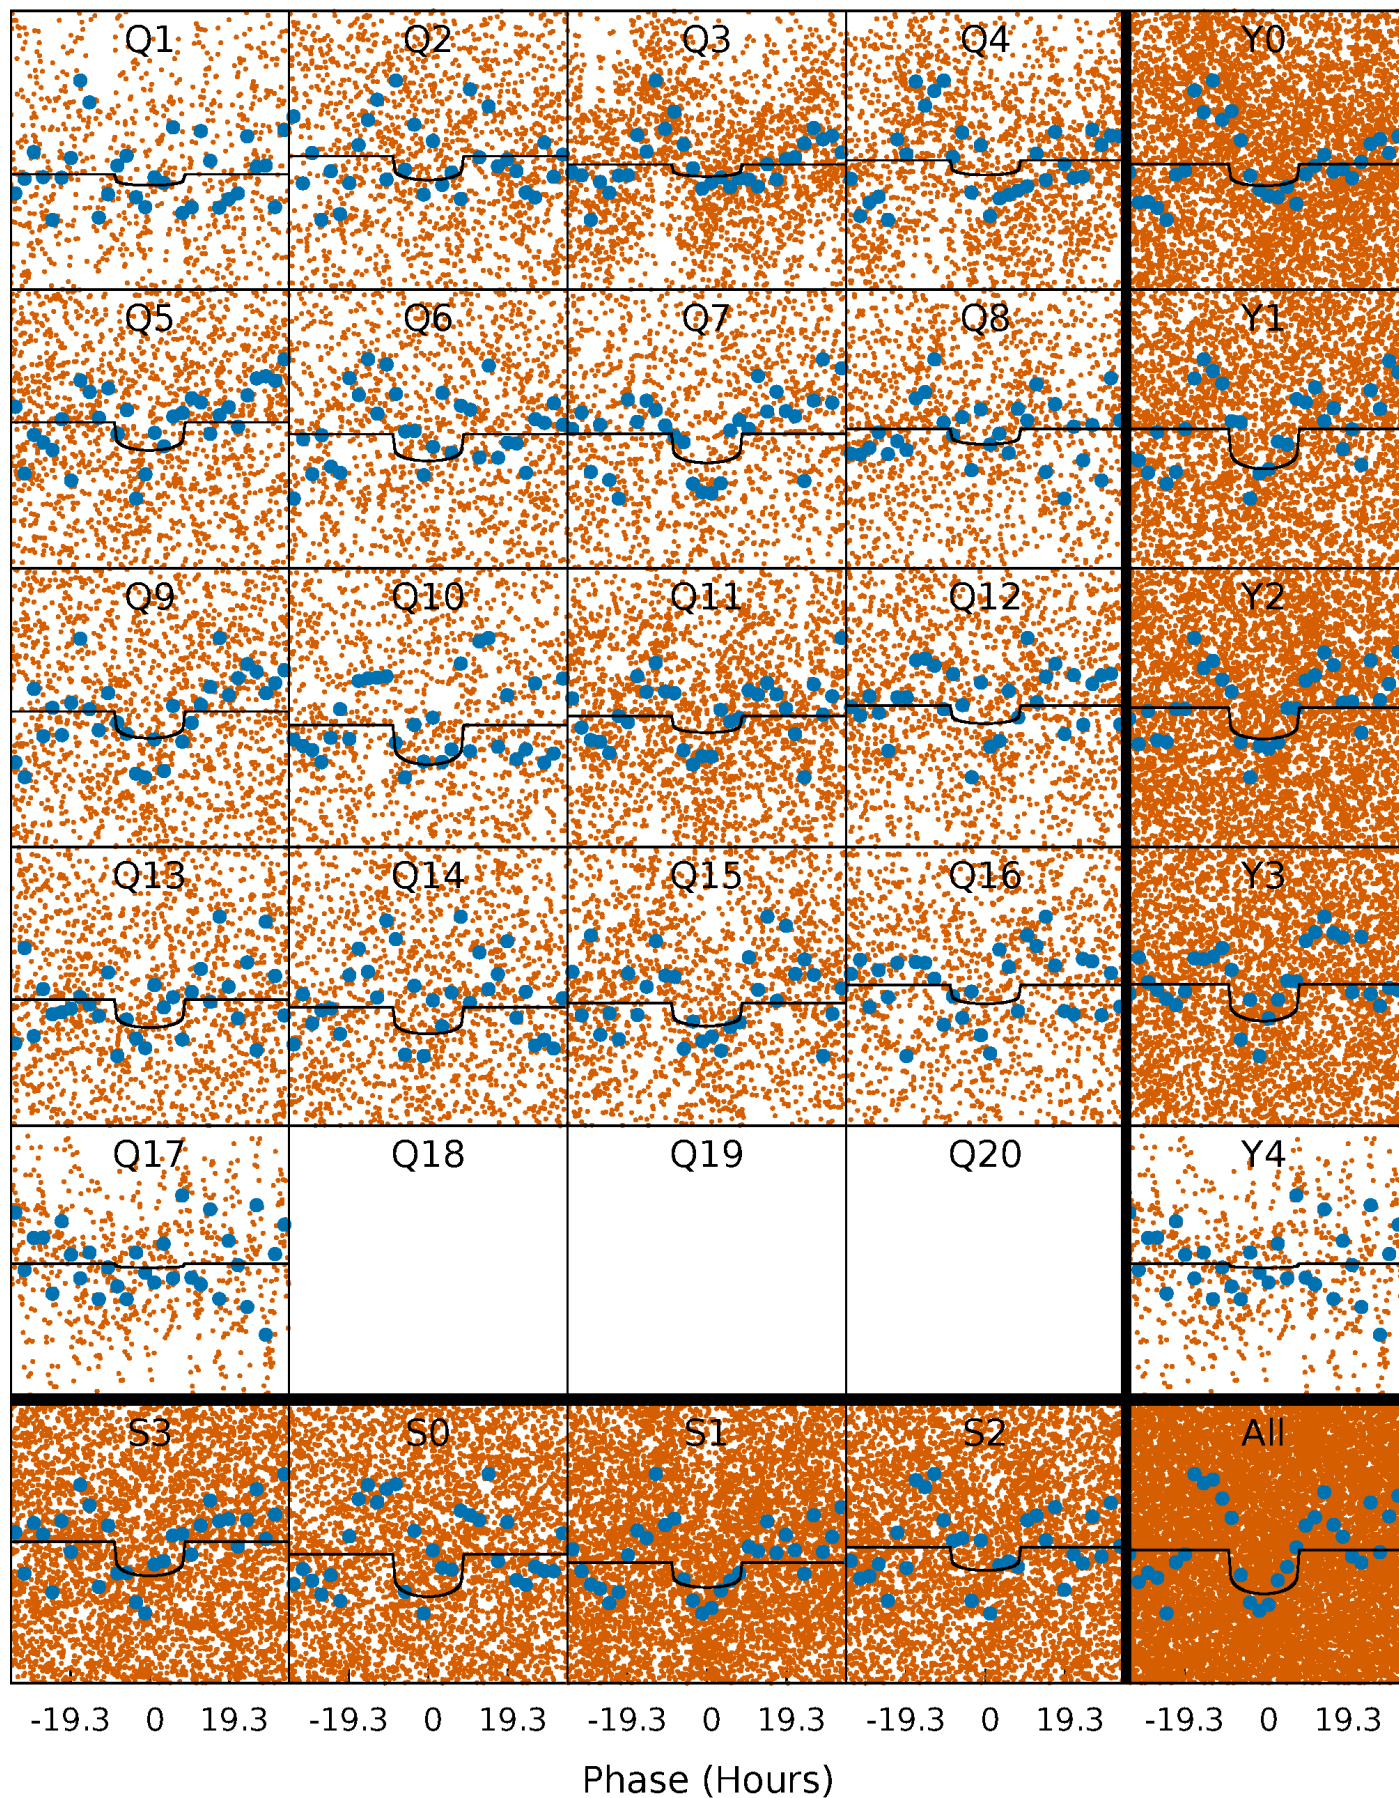 Q1 Q2 Q3 Q4 Y0
Q5 Q6 Q7 Q8 Y1
Q9 Q10 Q11 Q12 Y2
Q13 Q14 Q15 Q16 Y3
Q17 Q18 Q19 Q20 Y4
S3 S0 S1 S2 All
-19.3 0 19.3 -19.3 0 19.3 -19.3 0 19.3 -19.3 0 19.3 -19.3 0 19.3
Phase (Hours)